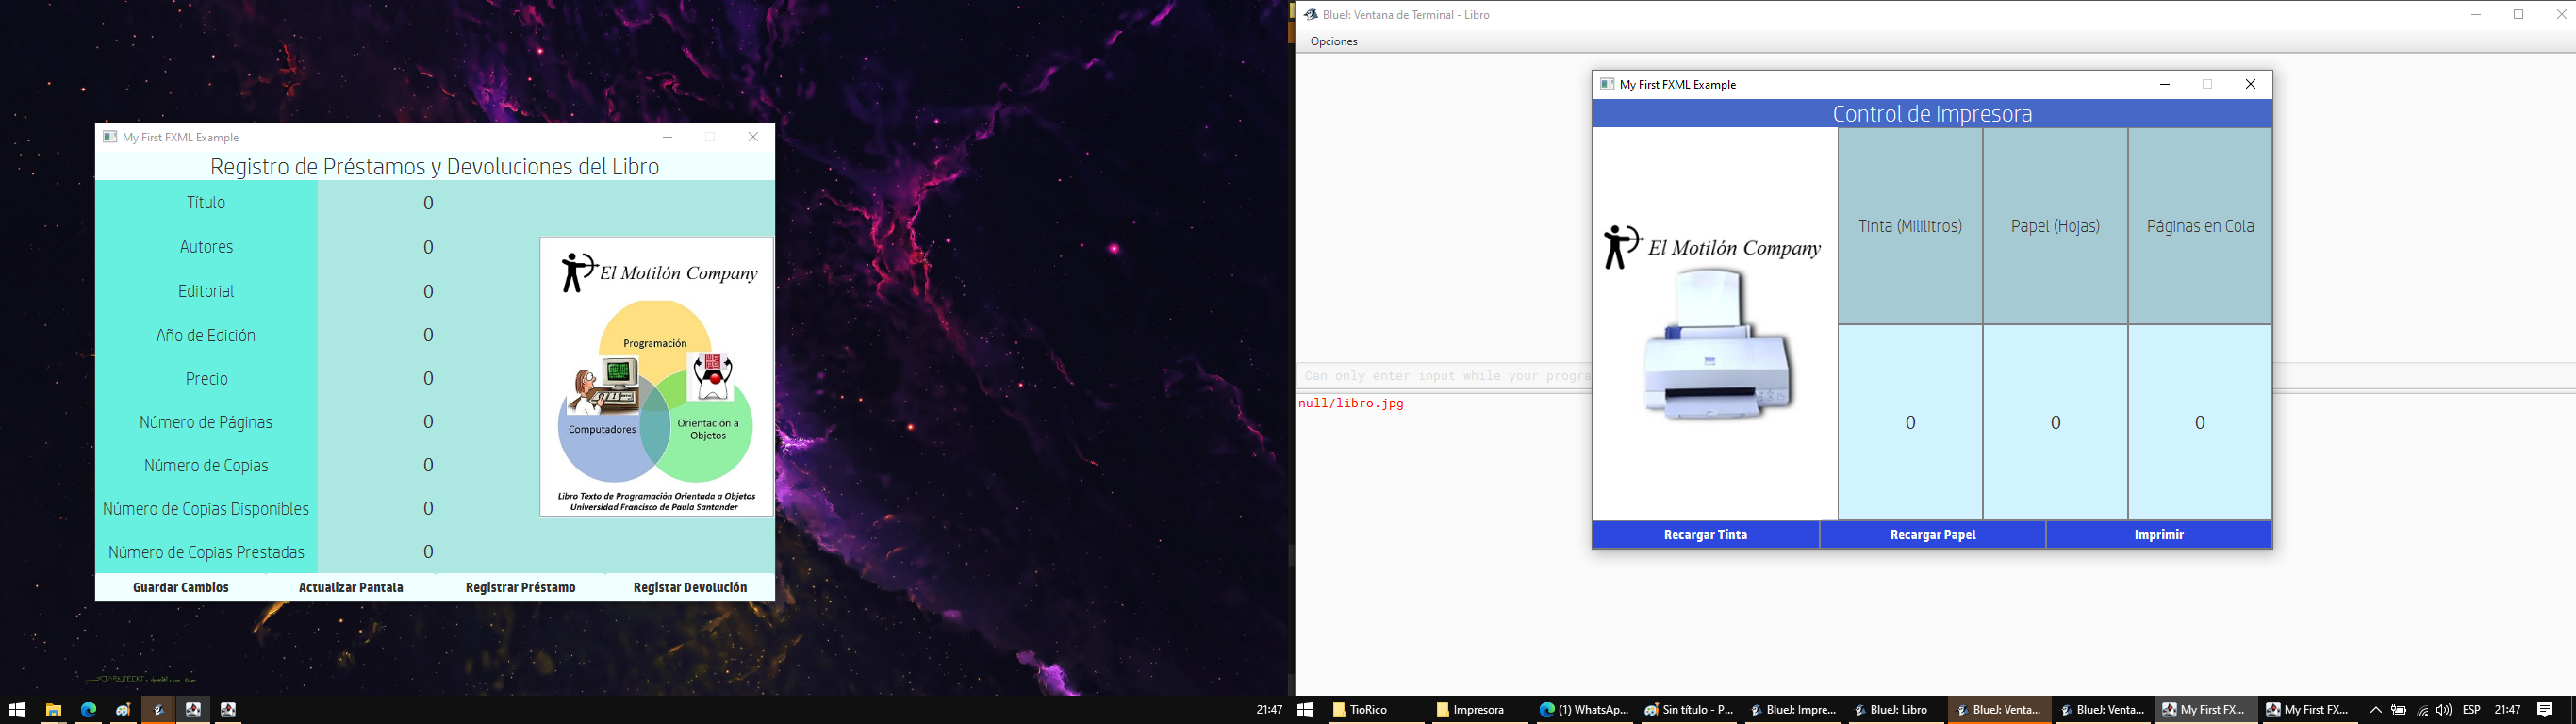 My First FXML Example
Registro de Préstamos y Devoluciones del Libro
Título 0
Autores 0
Editorial 0
Año de Edición 0
Precio 0
Número de Páginas 0
Número de Copias 0
Número de Copias Disponibles 0
Número de Copias Prestadas 0
El Motilón Company
Programación
Computadores
Orientación a
Objetos
Libro Texto de Programación Orientada a Objetos
Universidad Francisco de Paula Santander
Guardar Cambios Actualizar Pantala Registrar Préstamo Registar Devolución
21:47
BlueJ: Ventana de Terminal - Libro
Opciones
Can only enter input while your progra
null/libro.jpg
My First FXML Example
Control de Impresora
El Motilón Company
Tinta (Mililitros) Papel (Hojas) Páginas en Cola
0 0 0
Recargar Tinta Recargar Papel Imprimir
TioRico Impresora (1) WhatsAp... Sin título - P... BlueJ: Impre... BlueJ: Libro BlueJ: Venta... BlueJ: Venta... My First FX... My First FX... ESP 21:47